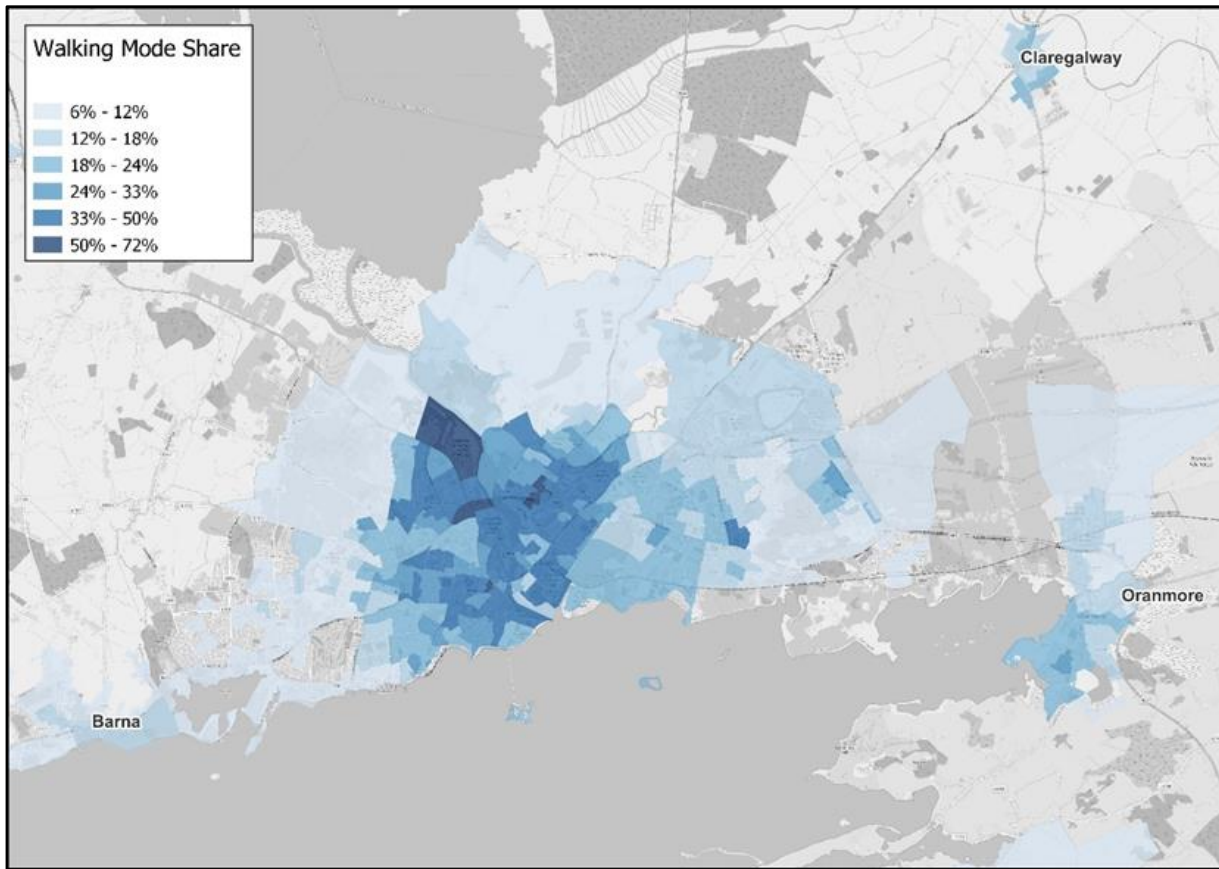 Walking Mode Share
6% - 12%
12% - 18%
18% - 24%
24% - 33%
33% - 50%
50% - 72%
Claregalway
Oranmore
Barna